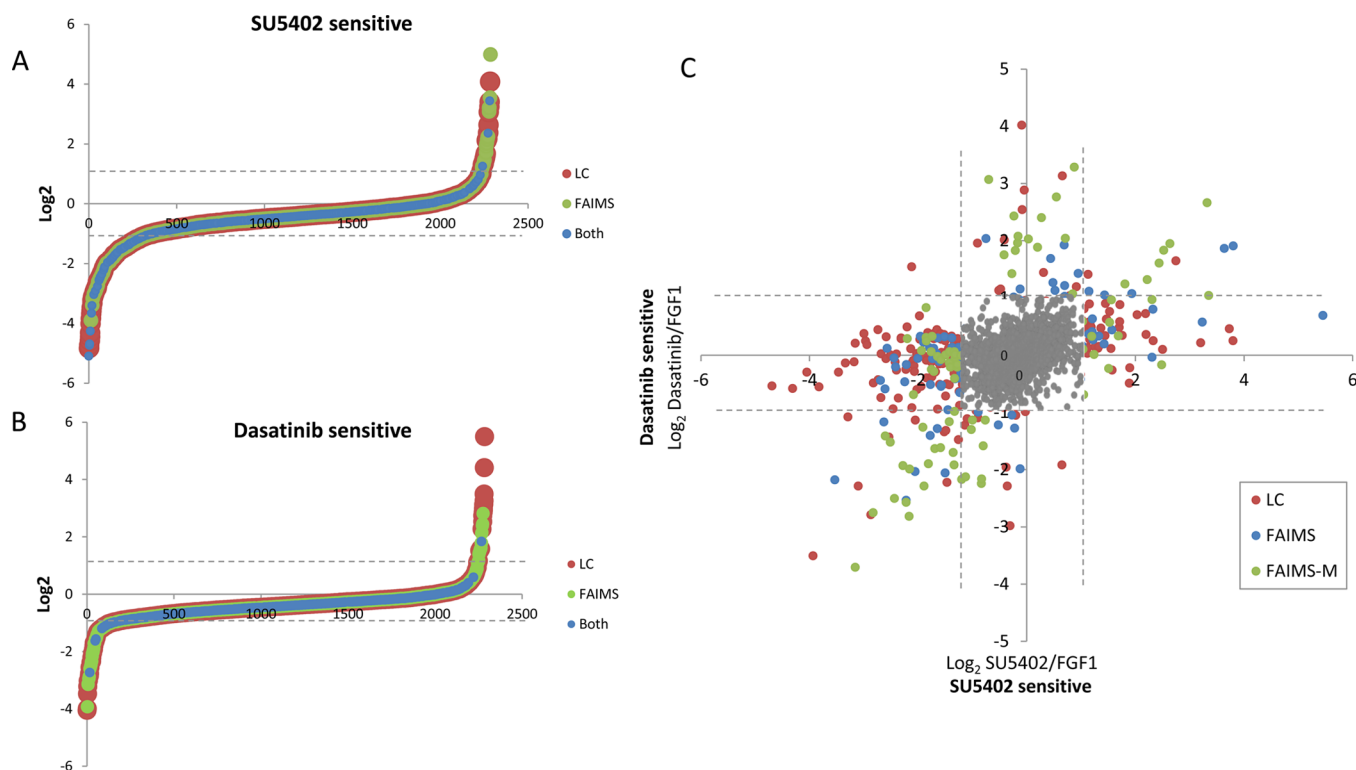 A
SU5402 sensitive
6
4
2
0
-2
-4
-6
0
500
1000
1500
2000
2500
Log2
LC
FAIMS
Both
B
Dasatinib sensitive
6
4
2
0
-2
-4
-6
0
500
1000
1500
2000
2500
Log2
LC
FAIMS
Both
C
5
4
3
2
1
0
-1
-2
-3
-4
-5
-6
-4
-2
0
2
4
6
Dasatinib sensitive
Log2 Dasatinib/FGF1
Log2 SU5402/FGF1
SU5402 sensitive
LC
FAIMS
FAIMS-M